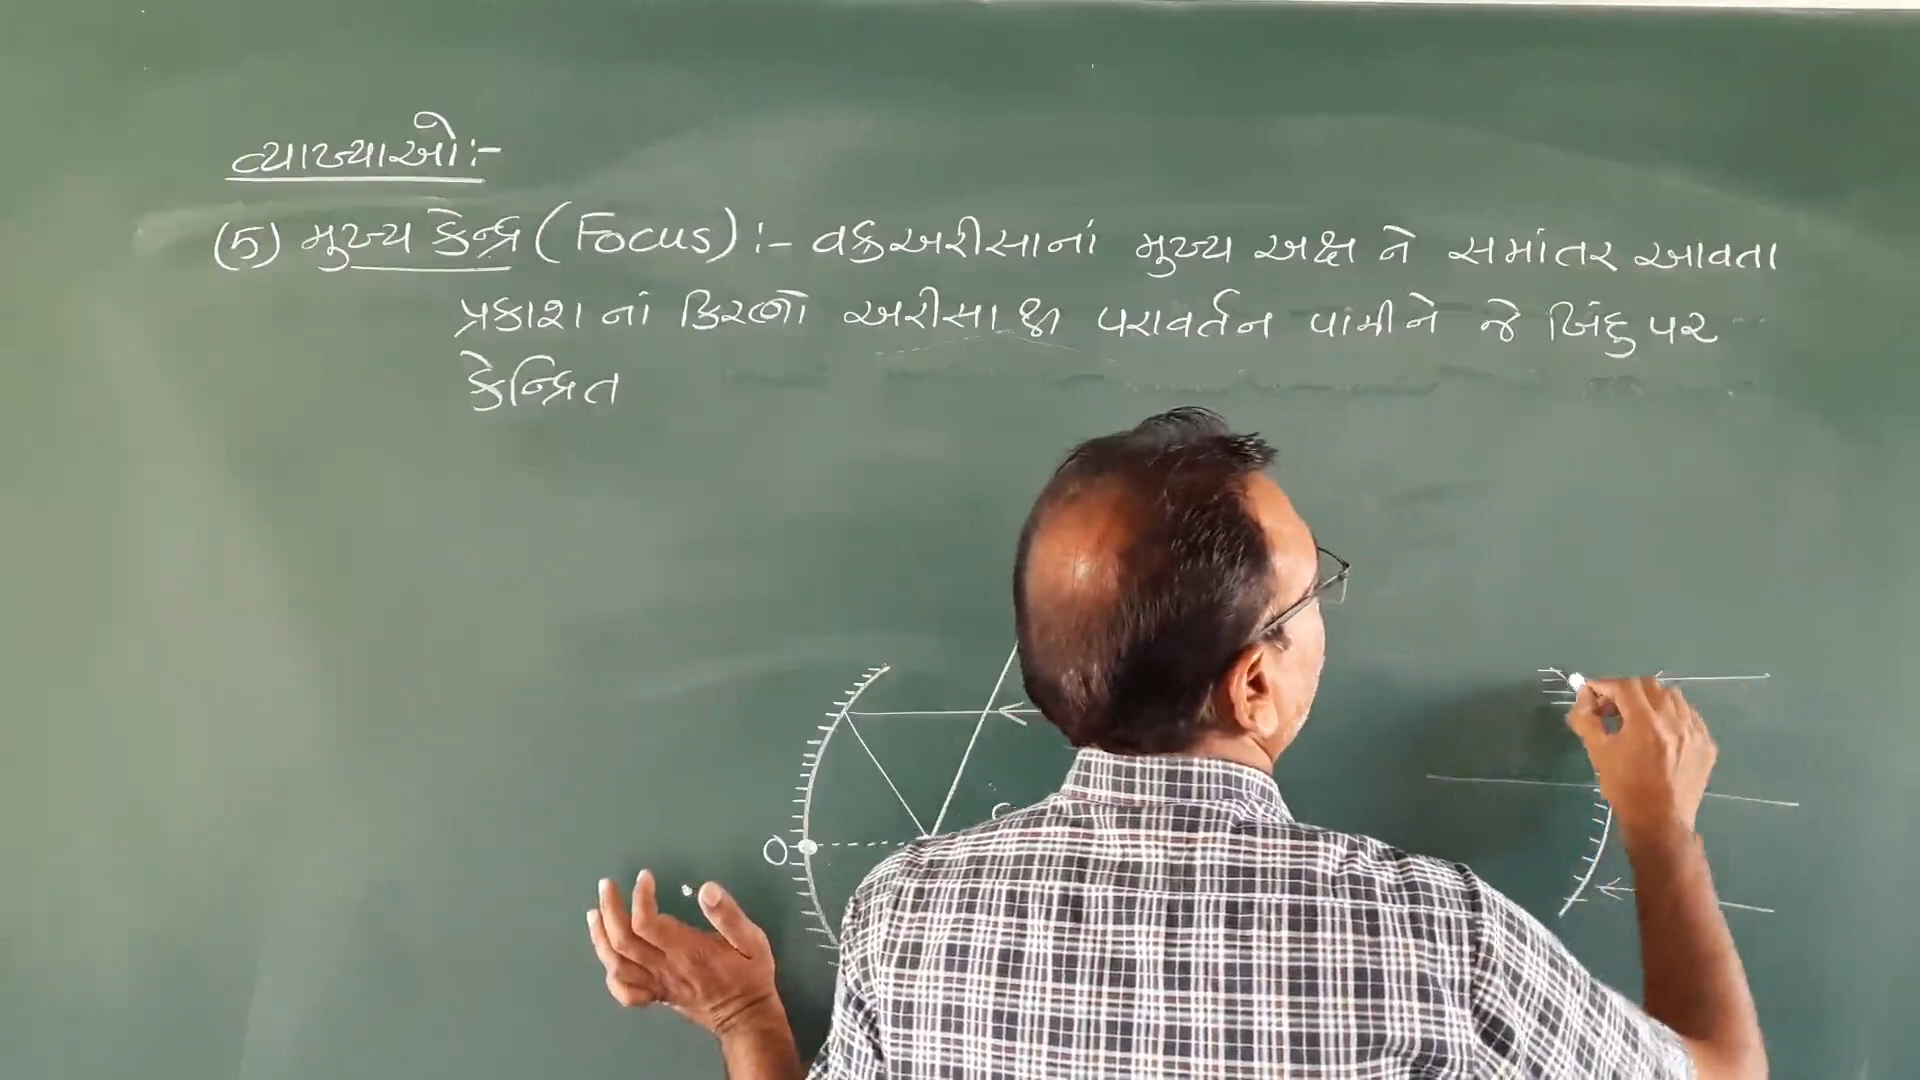 વ્યાખ્યાઓ:-
(5) મુખ્ય કેન્દ્ર (Focus) :- વક્રઅરીસાનાં મુખ્ય અક્ષ ને સમાંતર આવતા
પ્રકાશ નાં કિરણો અરીસા થી પરાવર્તન પામીને જે બિંદુ પર
કેન્દ્રિત
O